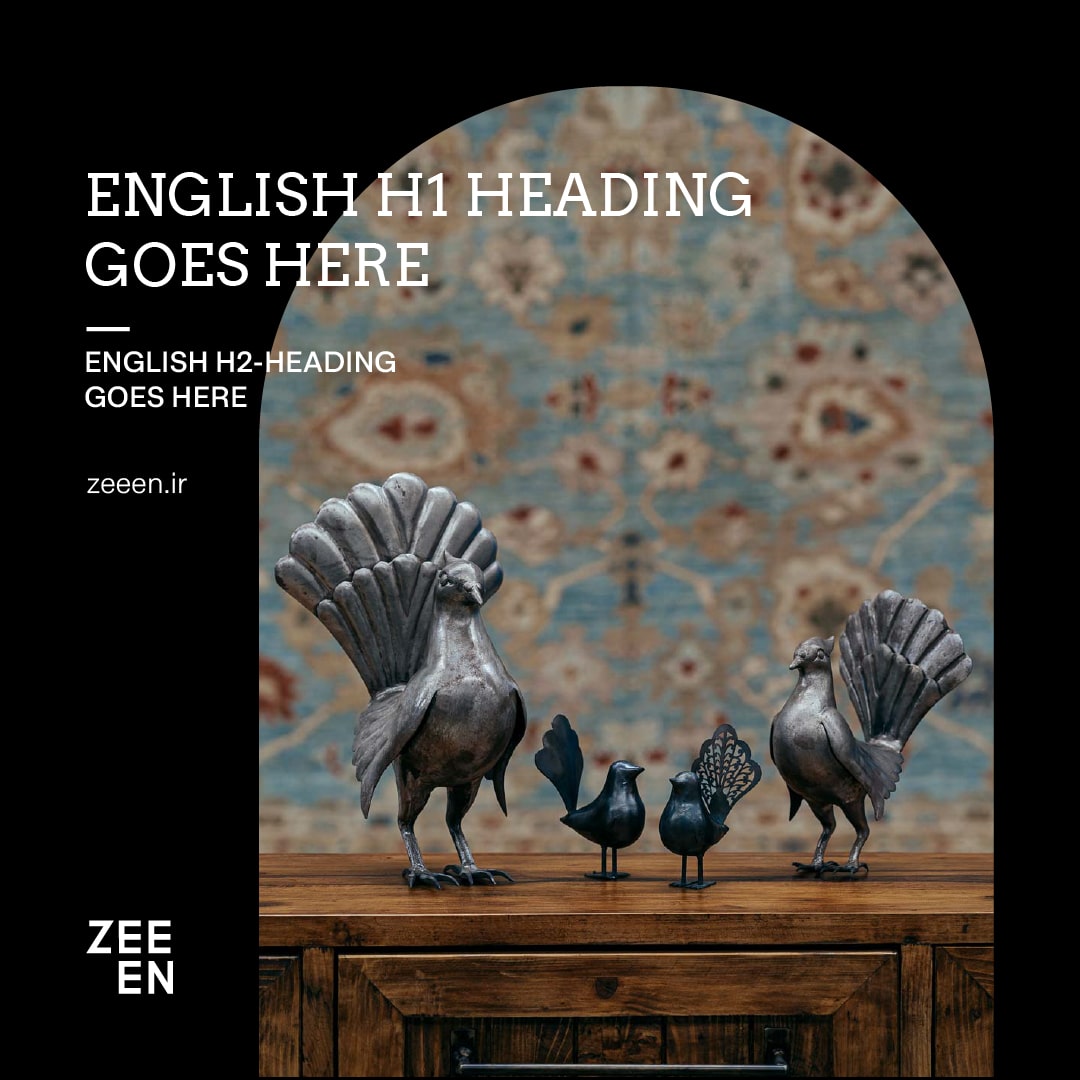 ENGLISH H1 HEADING
GOES HERE
ENGLISH H2-HEADING
GOES HERE
zeeen.ir
ZEE
EN